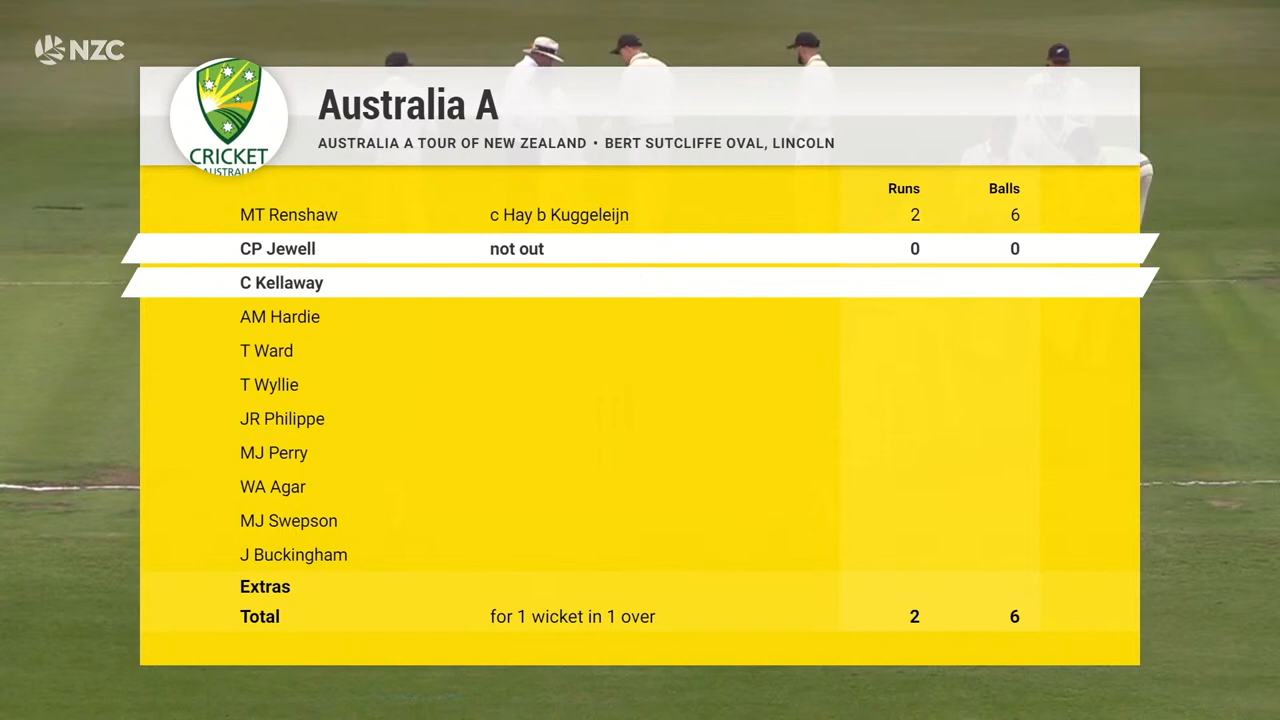 NZC
Australia A
AUSTRALIA A TOUR OF NEW ZEALAND • BERT SUTCLIFFE OVAL, LINCOLN
CRICKET
AUSTRALIA
Runs Balls
MT Renshaw c Hay b Kuggeleijn 2 6
CP Jewell not out 0 0
C Kellaway
AM Hardie
T Ward
T Wyllie
JR Philippe
MJ Perry
WA Agar
MJ Swepson
J Buckingham
Extras
Total for 1 wicket in 1 over 2 6